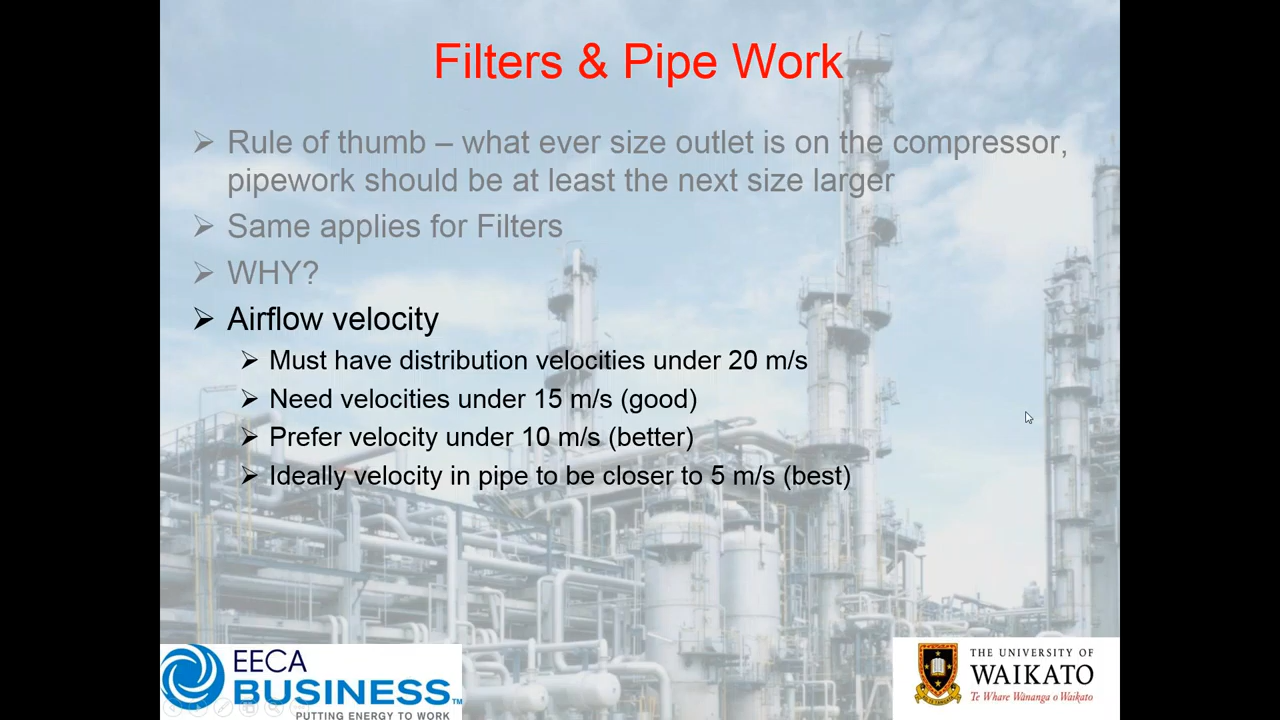 Filters & Pipe Work
Rule of thumb – what ever size outlet is on the compressor,
pipework should be at least the next size larger
Same applies for Filters
WHY?
Airflow velocity
Must have distribution velocities under 20 m/s
Need velocities under 15 m/s (good)
Prefer velocity under 10 m/s (better)
Ideally velocity in pipe to be closer to 5 m/s (best)
EECA
BUSINESS™
PUTTING ENERGY TO WORK
THE UNIVERSITY OF
WAIKATO
Te Whare Wānanga o Waikato